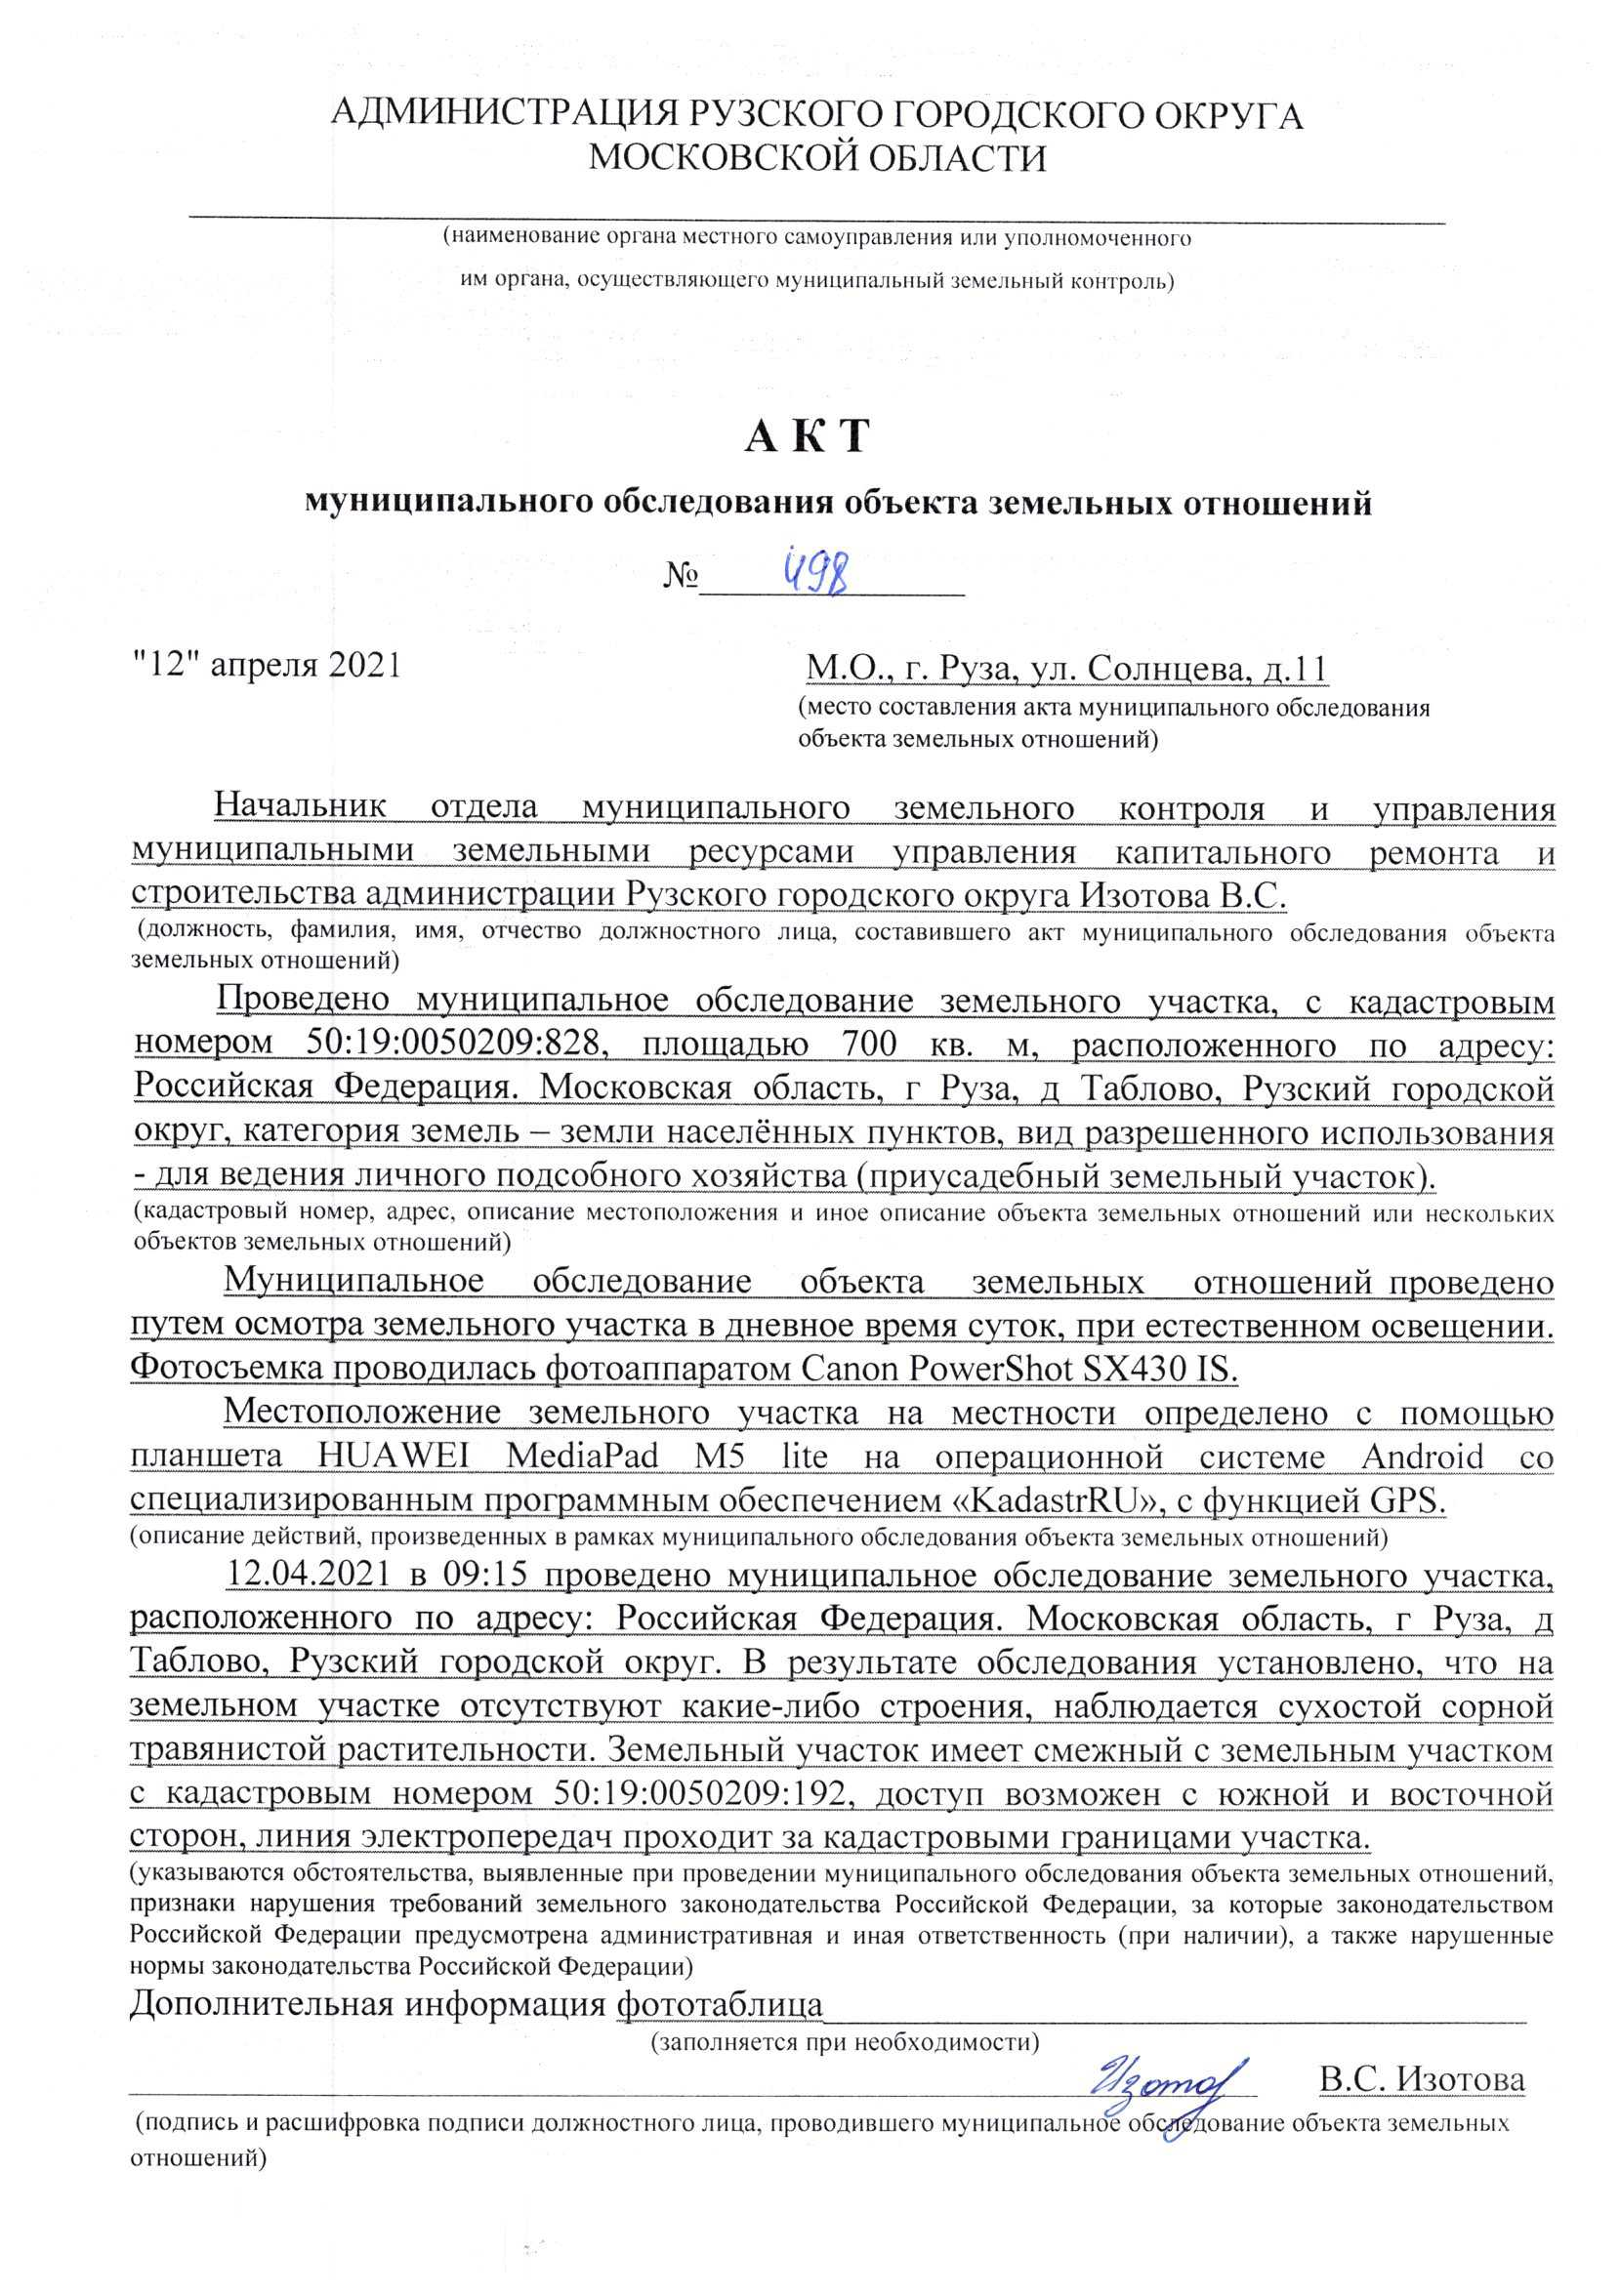 АДМИНИСТРАЦИЯ РУЗСКОГО ГОРОДСКОГО ОКРУГА
МОСКОВСКОЙ ОБЛАСТИ
(наименование органа местного самоуправления или уполномоченного
им органа, осуществляющего муниципальный земельный контроль)
А К Т
муниципального обследования объекта земельных отношений
№ 498
"12" апреля 2021
М.О., г. Руза, ул. Солнцева, д.11
(место составления акта муниципального обследования
объекта земельных отношений)
Начальник отдела муниципального земельного контроля и управления
муниципальными земельными ресурсами управления капитального ремонта и
строительства администрации Рузского городского округа Изотова В.С.
(должность, фамилия, имя, отчество должностного лица, составившего акт муниципального обследования объекта
земельных отношений)
Проведено муниципальное обследование земельного участка, с кадастровым
номером 50:19:0050209:828, площадью 700 кв. м, расположенного по адресу:
Российская Федерация. Московская область, г Руза, д Таблово, Рузский городской
округ, категория земель – земли населённых пунктов, вид разрешенного использования
- для ведения личного подсобного хозяйства (приусадебный земельный участок).
(кадастровый номер, адрес, описание местоположения и иное описание объекта земельных отношений или нескольких
объектов земельных отношений)
Муниципальное обследование объекта земельных отношений проведено
путем осмотра земельного участка в дневное время суток, при естественном освещении.
Фотосъемка проводилась фотоаппаратом Canon PowerShot SX430 IS.
Местоположение земельного участка на местности определено с помощью
планшета HUAWEI MediaPad M5 lite на операционной системе Android со
специализированным программным обеспечением «KadastrRU», с функцией GPS.
(описание действий, произведенных в рамках муниципального обследования объекта земельных отношений)
12.04.2021 в 09:15 проведено муниципальное обследование земельного участка,
расположенного по адресу: Российская Федерация. Московская область, г Руза, д
Таблово, Рузский городской округ. В результате обследования установлено, что на
земельном участке отсутствуют какие-либо строения, наблюдается сухостой сорной
травянистой растительности. Земельный участок имеет смежный с земельным участком
с кадастровым номером 50:19:0050209:192, доступ возможен с южной и восточной
сторон, линия электропередач проходит за кадастровыми границами участка.
(указываются обстоятельства, выявленные при проведении муниципального обследования объекта земельных отношений,
признаки нарушения требований земельного законодательства Российской Федерации, за которые законодательством
Российской Федерации предусмотрена административная и иная ответственность (при наличии), а также нарушенные
нормы законодательства Российской Федерации)
Дополнительная информация фототаблица
(заполняется при необходимости)
Изотов В.С. Изотова
(подпись и расшифровка подписи должностного лица, проводившего муниципальное обследование объекта земельных
отношений)